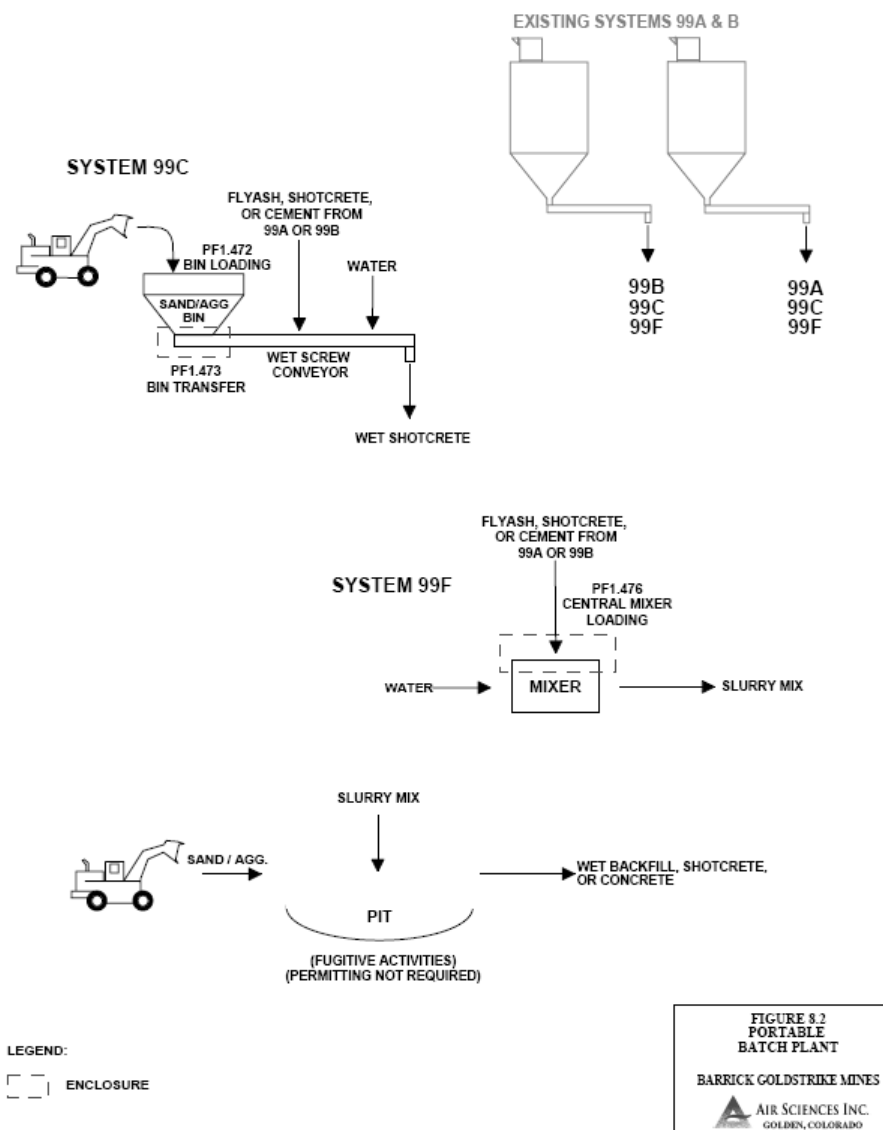 EXISTING SYSTEMS 99A & B
SYSTEM 99C
FLYASH, SHOTCRETE,
OR CEMENT FROM
99A OR 99B
PF1.472
BIN LOADING
WATER
SAND/AGG
BIN
99B
99C
99F
99A
99C
99F
WET SCREW
CONVEYOR
PF1.473
BIN TRANSFER
WET SHOTCRETE
FLYASH, SHOTCRETE,
OR CEMENT FROM
99A OR 99B
SYSTEM 99F
PF1.476
CENTRAL MIXER
LOADING
WATER
MIXER
SLURRY MIX
SLURRY MIX
SAND / AGG.
WET BACKFILL, SHOTCRETE,
OR CONCRETE
PIT
(FUGITIVE ACTIVITIES)
(PERMITTING NOT REQUIRED)
LEGEND:
ENCLOSURE
FIGURE 8.2
PORTABLE
BATCH PLANT
BARRICK GOLDSTRIKE MINES
AIR SCIENCES INC.
GOLDEN, COLORADO